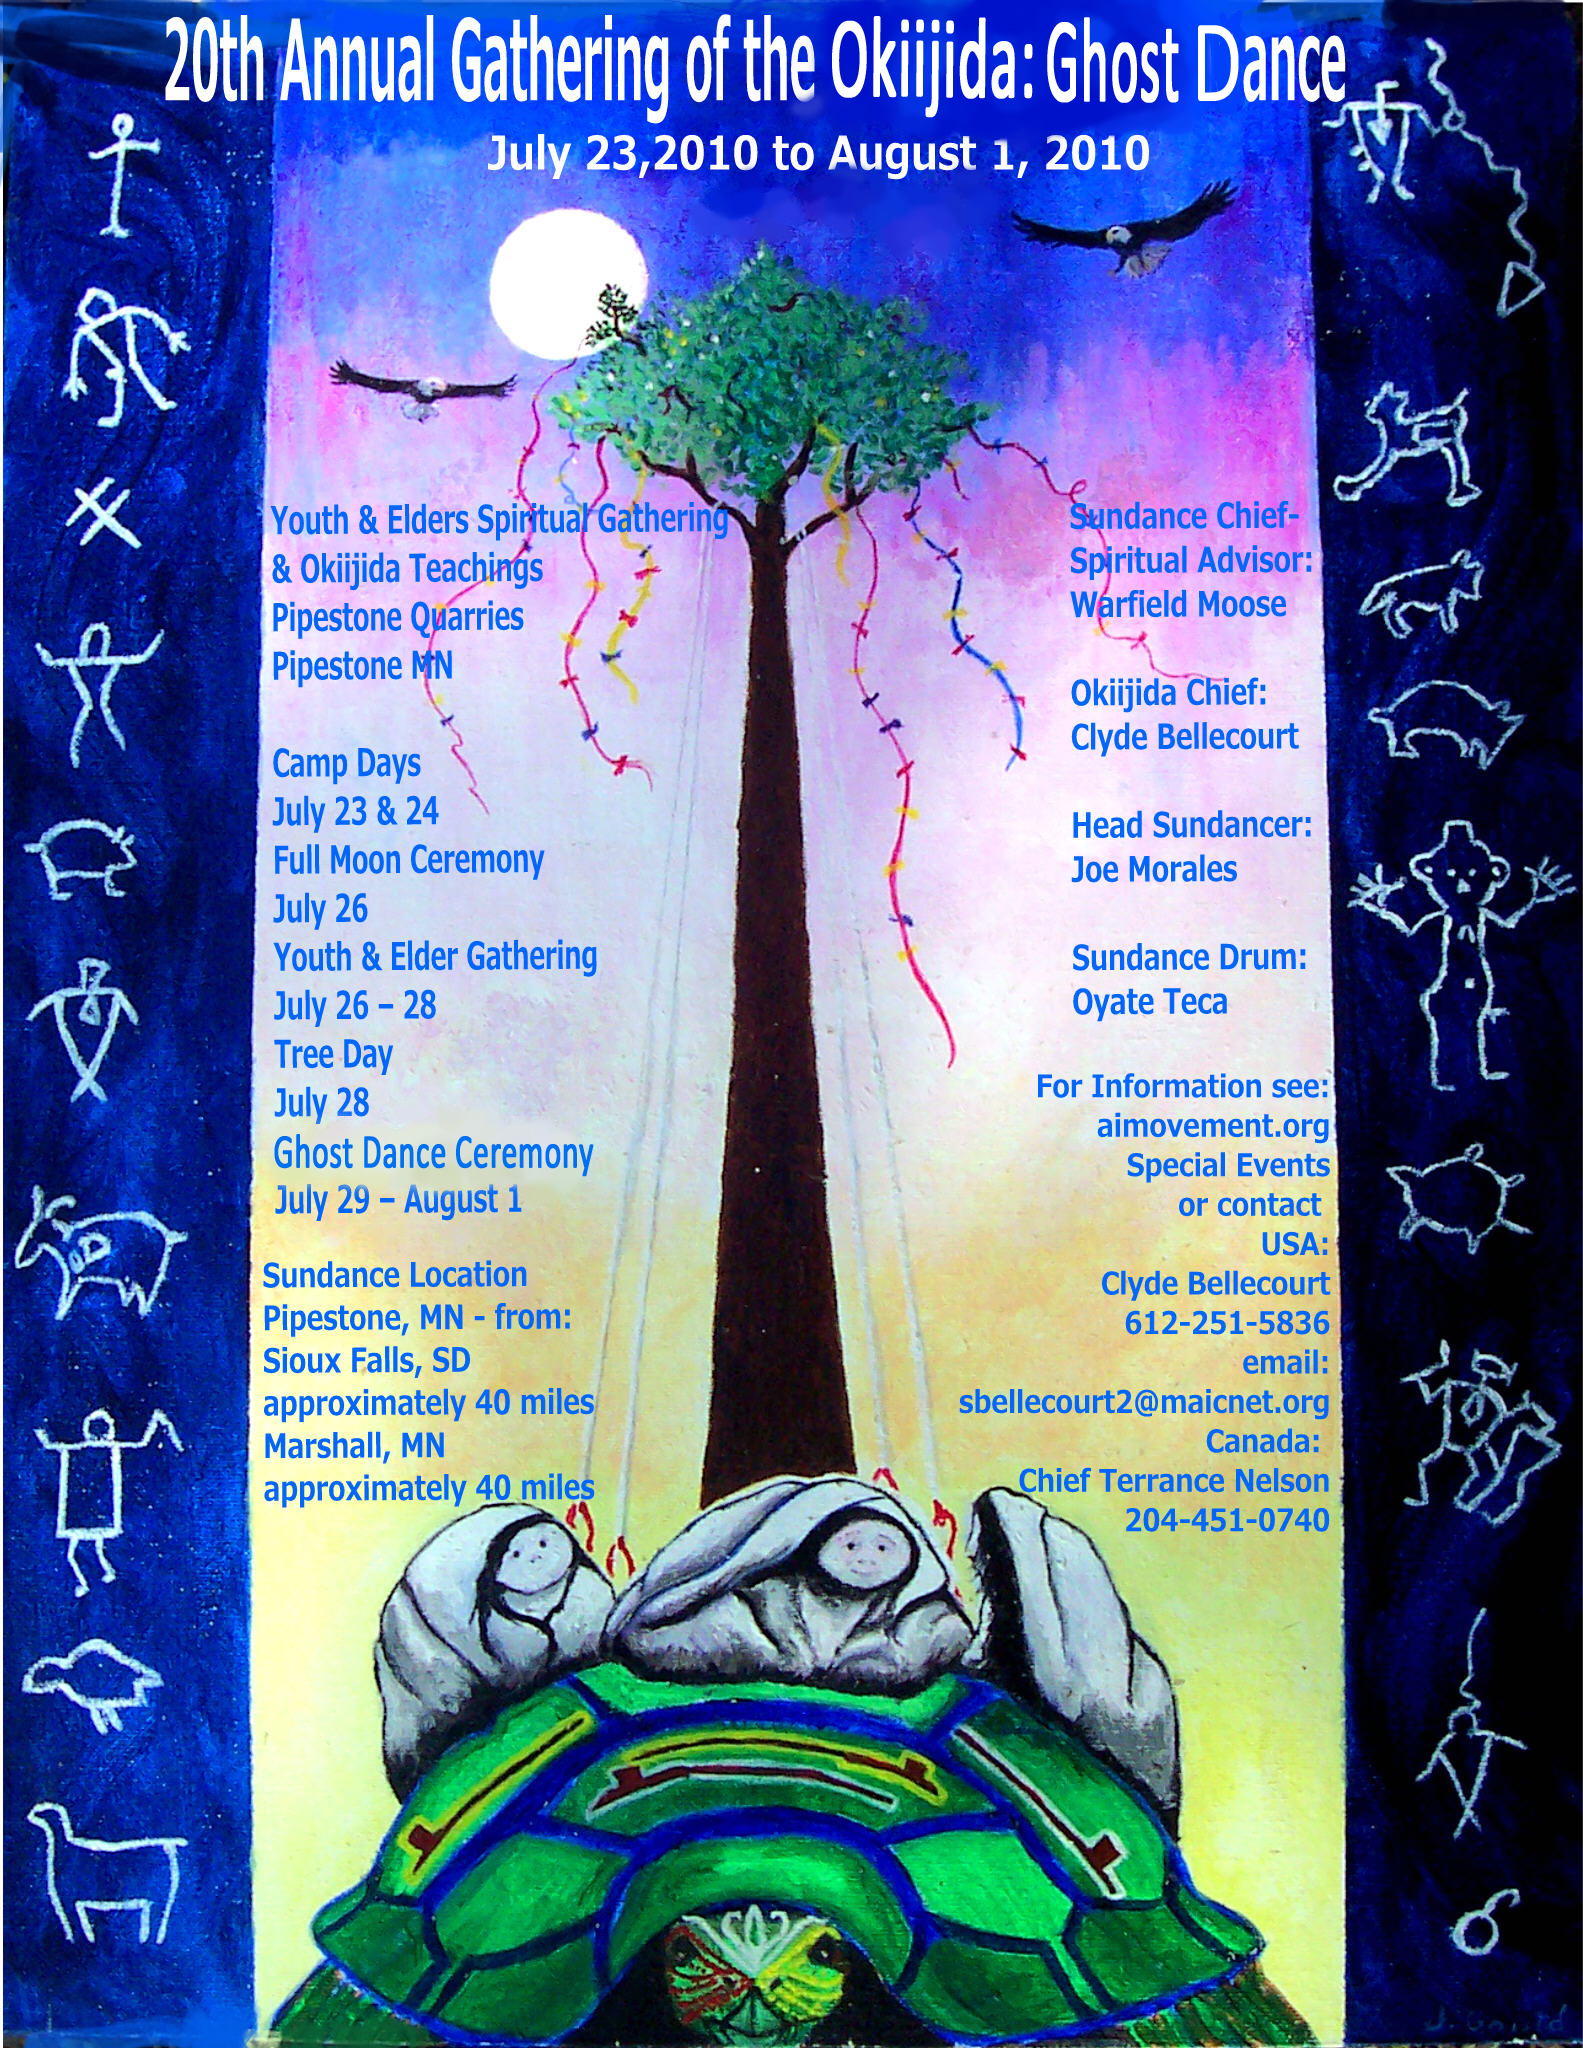 20th Annual Gathering of the Okiijida: Ghost Dance
July 23,2010 to August 1, 2010
Youth & Elders Spiritual Gathering
& Okiijida Teachings
Pipestone Quarries
Pipestone MN
Camp Days
July 23 & 24
Full Moon Ceremony
July 26
Youth & Elder Gathering
July 26 – 28
Tree Day
July 28
Ghost Dance Ceremony
July 29 – August 1
Sundance Location
Pipestone, MN - from:
Sioux Falls, SD
approximately 40 miles
Marshall, MN
approximately 40 miles
Sundance Chief-
Spiritual Advisor:
Warfield Moose
Okiijida Chief:
Clyde Bellecourt
Head Sundancer:
Joe Morales
Sundance Drum:
Oyate Teca
For Information see:
aimovement.org
Special Events
or contact
USA:
Clyde Bellecourt
612-251-5836
email:
sbellecourt2@maicnet.org
Canada:
Chief Terrance Nelson
204-451-0740